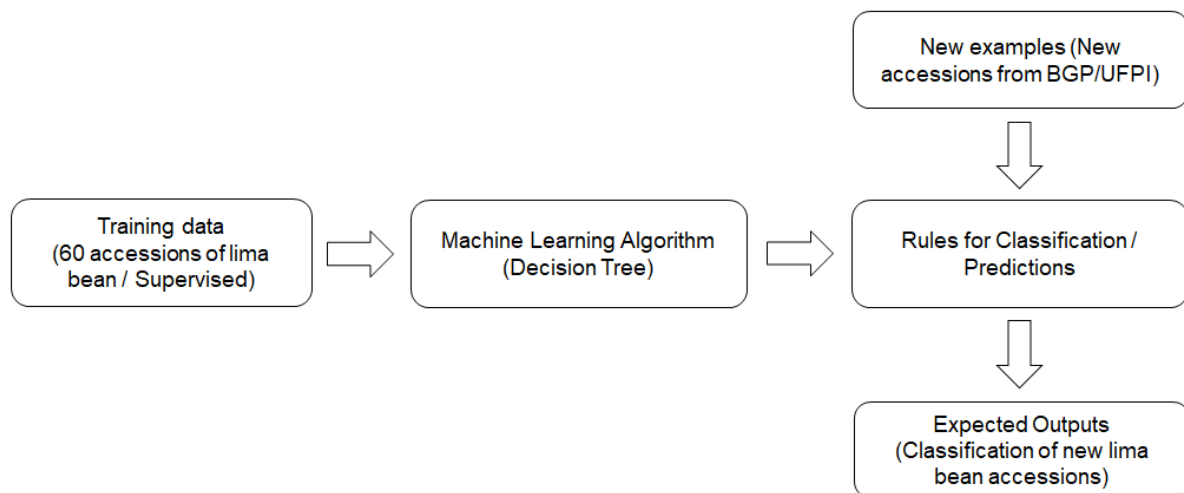 New examples (New
accessions from BGP/UFPI)
Training data
(60 accessions of lima
bean / Supervised)
Machine Learning Algorithm
(Decision Tree)
Rules for Classification /
Predictions
Expected Outputs
(Classification of new lima
bean accessions)